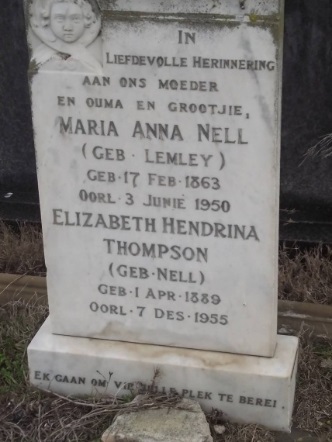 IN
LIEFDEVOLLE HERINNERING
AAN ONS MOEDER
EN OUMA EN GROOTJIE,
MARIA ANNA NELL
(GEB LEMLEY)
GEB·17 FEB·1863
OORL·3 JUNIE 1950
ELIZABETH HENDRINA
THOMPSON
(GEB·NELL)
GEB·1 APR·1889
OORL·7 DES·1955
EK GAAN OM VIR JULLE PLEK TE BEREI